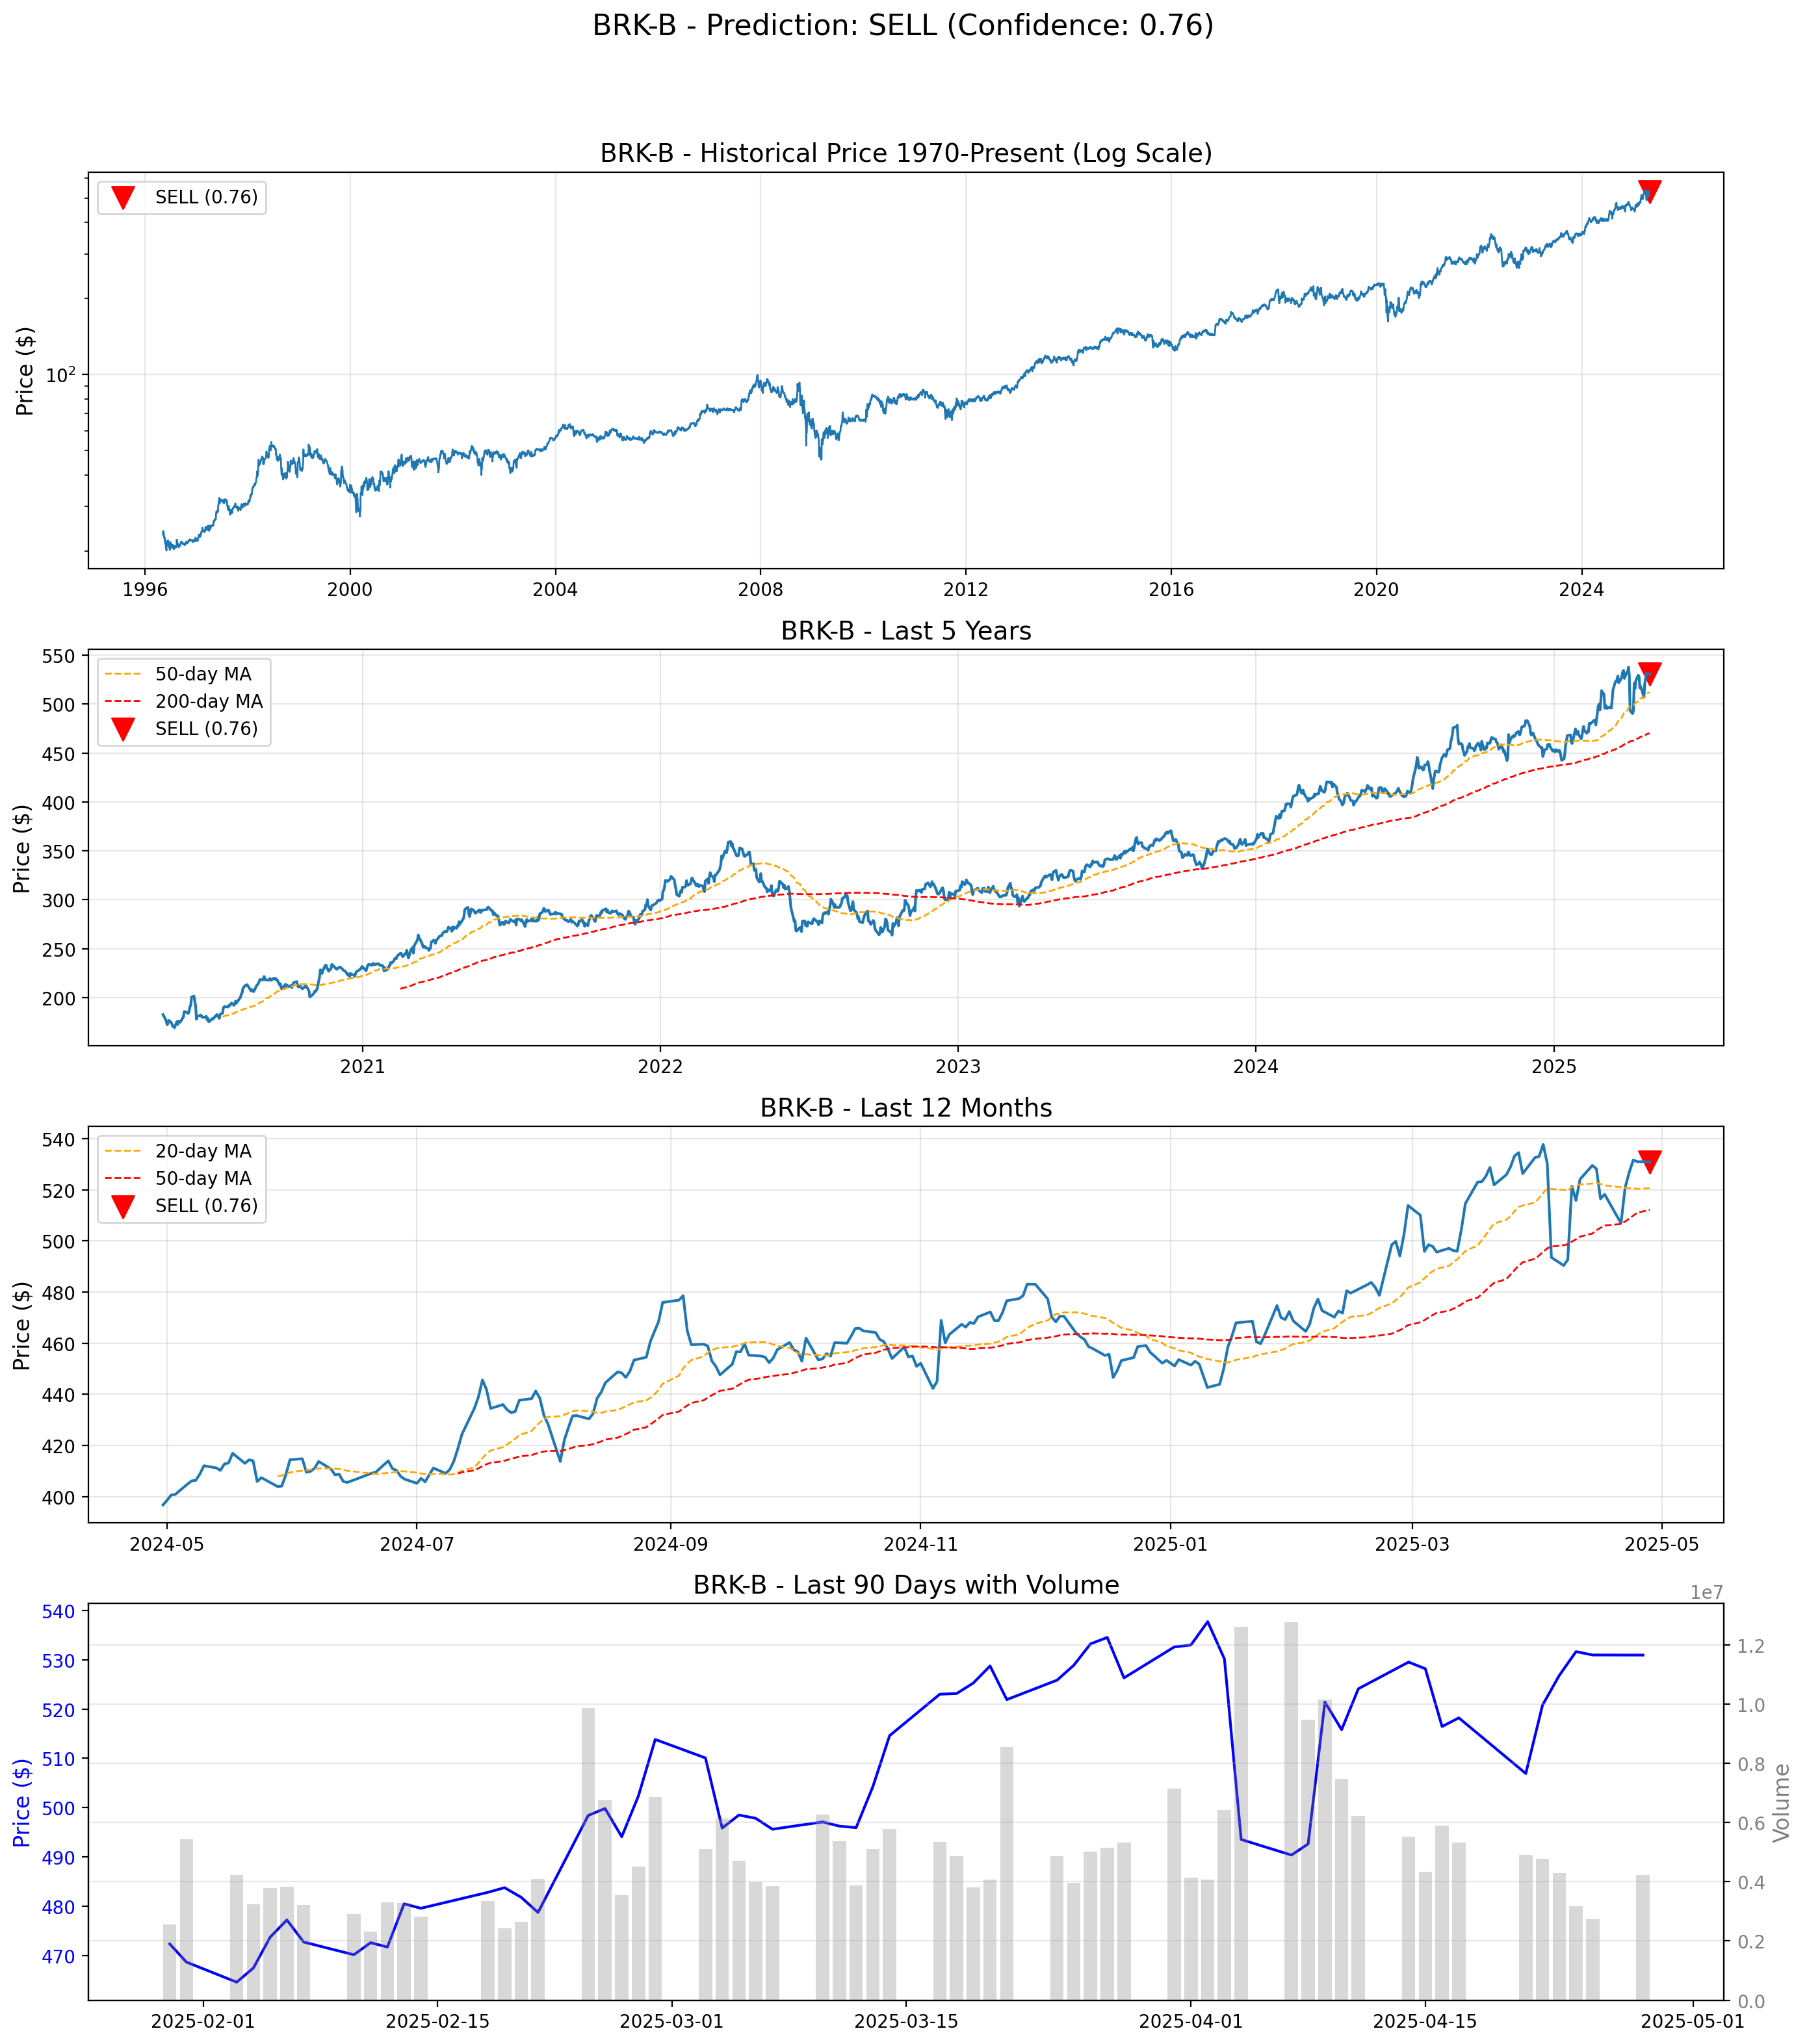 BRK-B - Prediction: SELL (Confidence: 0.76)
BRK-B - Historical Price 1970-Present (Log Scale)
SELL (0.76)
Price ($)
10²
1996 2000 2004 2008 2012 2016 2020 2024
BRK-B - Last 5 Years
50-day MA
200-day MA
SELL (0.76)
Price ($)
550
500
450
400
350
300
250
200
2021 2022 2023 2024 2025
BRK-B - Last 12 Months
20-day MA
50-day MA
SELL (0.76)
Price ($)
540
520
500
480
460
440
420
400
2024-05 2024-07 2024-09 2024-11 2025-01 2025-03 2025-05
BRK-B - Last 90 Days with Volume
1e7
Price ($)
540
530
520
510
500
490
480
470
1.2
1.0
0.8
0.6
0.4
0.2
0.0
Volume
2025-02-01 2025-02-15 2025-03-01 2025-03-15 2025-04-01 2025-04-15 2025-05-01